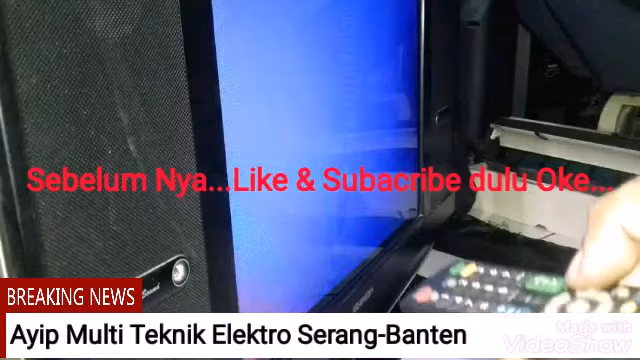 Sebelum Nya...Like & Subacribe dulu Oke...
BREAKING NEWS
Ayip Multi Teknik Elektro Serang-Banten
Made with
VideoShow